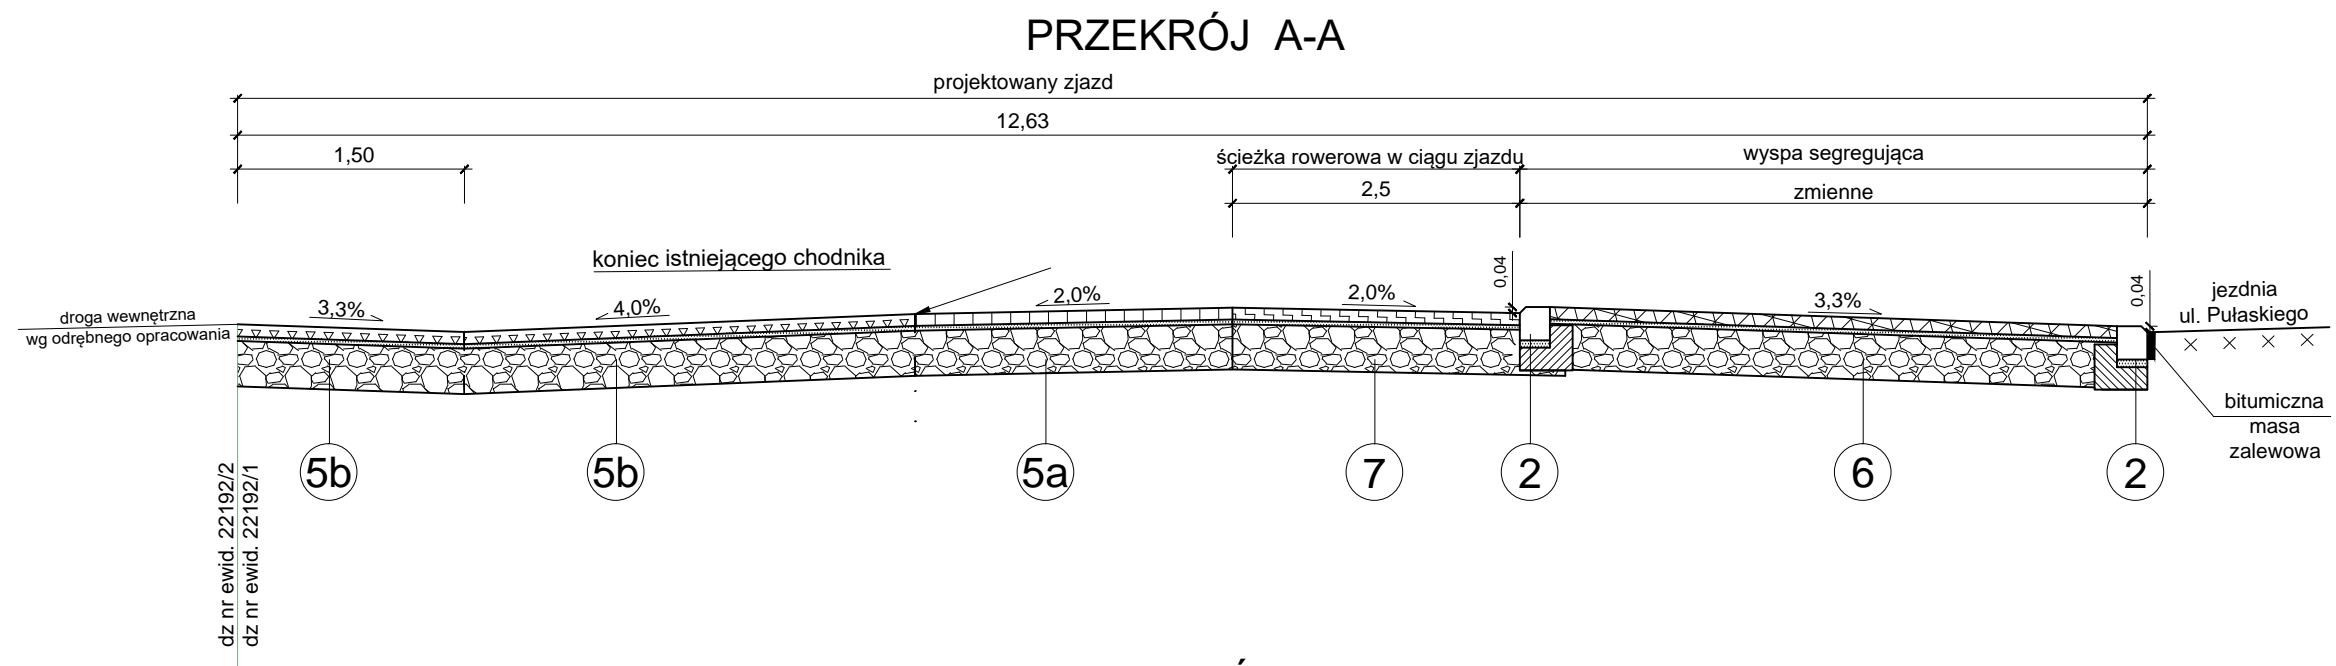 PRZEKRÓJ A-A
projektowany zjazd
12,63
1,50
ścieżka rowerowa w ciągu zjazdu
wyspa segregująca
2,5
zmienne
koniec istniejącego chodnika
0,04
0,04
droga wewnętrzna
wg odrębnego opracowania
3,3%
4,0%
2,0%
2,0%
3,3%
jezdnia
ul. Pułaskiego
bitumiczna
masa
zalewowa
5b
5b
5a
7
2
6
2
dz nr ewid. 22192/2
dz nr ewid. 22192/1